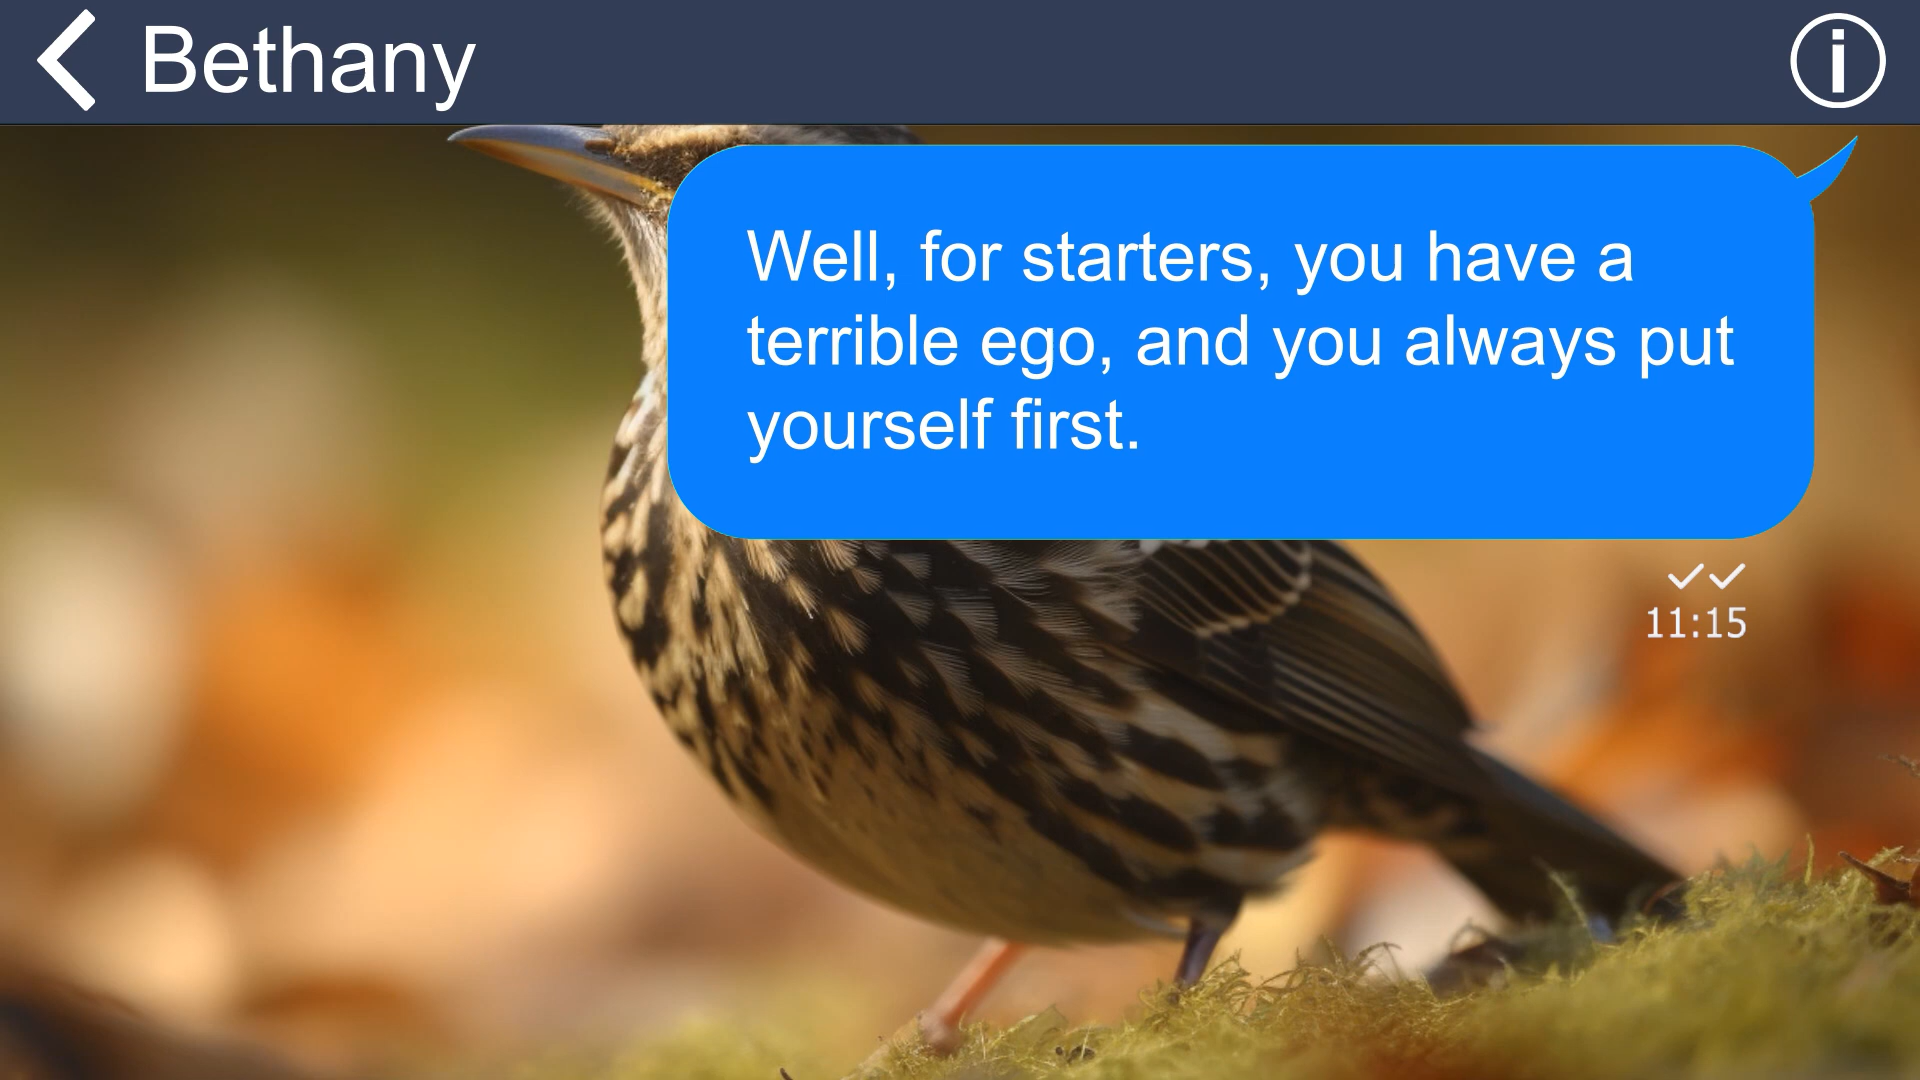 Bethany
Well, for starters, you have a
terrible ego, and you always put
yourself first.
11:15